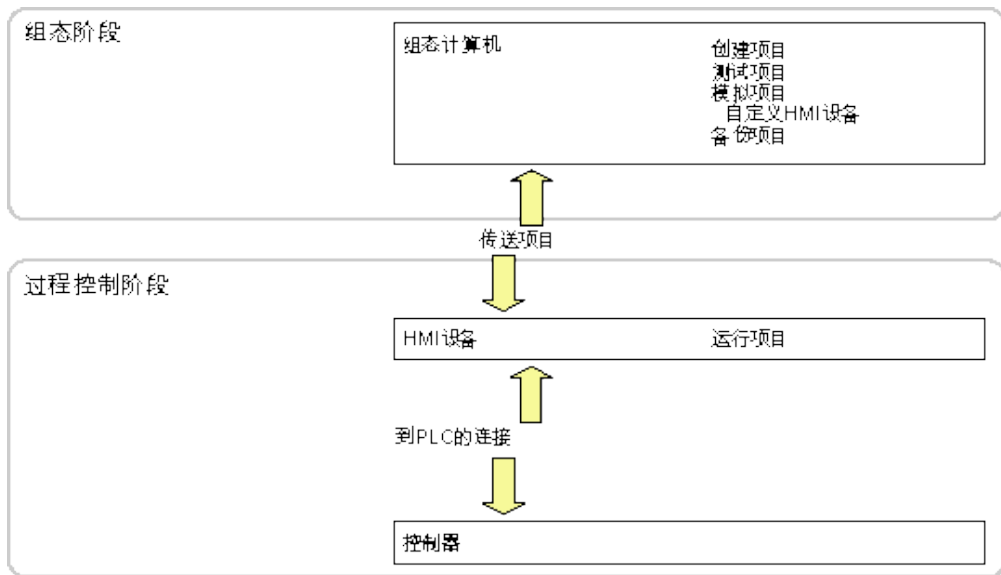 组态阶段
组态计算机
创建项目
测试项目
模拟项目
自定义HMI设备
备份项目
传送项目
过程控制阶段
HMI设备
运行项目
到PLC的连接
控制器